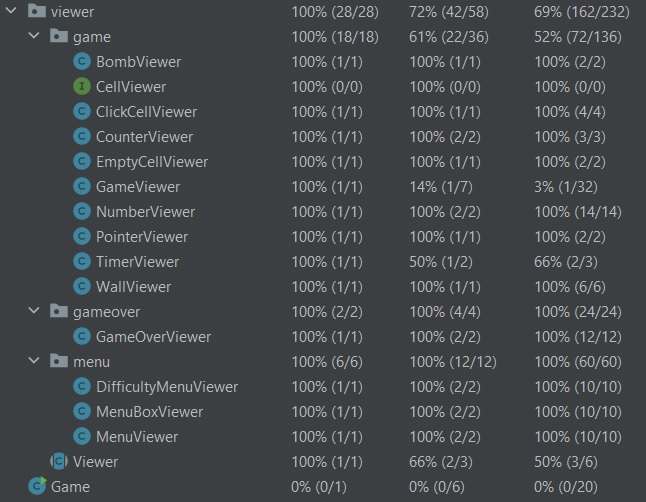 viewer 100% (28/28) 72% (42/58) 69% (162/232)
game 100% (18/18) 61% (22/36) 52% (72/136)
C BombViewer 100% (1/1) 100% (1/1) 100% (2/2)
I CellViewer 100% (0/0) 100% (0/0) 100% (0/0)
C ClickCellViewer 100% (1/1) 100% (1/1) 100% (4/4)
C CounterViewer 100% (1/1) 100% (2/2) 100% (3/3)
C EmptyCellViewer 100% (1/1) 100% (1/1) 100% (2/2)
C GameViewer 100% (1/1) 14% (1/7) 3% (1/32)
C NumberViewer 100% (1/1) 100% (2/2) 100% (14/14)
C PointerViewer 100% (1/1) 100% (1/1) 100% (2/2)
C TimerViewer 100% (1/1) 50% (1/2) 66% (2/3)
C WallViewer 100% (1/1) 100% (1/1) 100% (6/6)
gameover 100% (2/2) 100% (4/4) 100% (24/24)
C GameOverViewer 100% (1/1) 100% (2/2) 100% (12/12)
menu 100% (6/6) 100% (12/12) 100% (60/60)
C DifficultyMenuViewer 100% (1/1) 100% (2/2) 100% (10/10)
C MenuBoxViewer 100% (1/1) 100% (2/2) 100% (10/10)
C MenuViewer 100% (1/1) 100% (2/2) 100% (10/10)
C Viewer 100% (1/1) 66% (2/3) 50% (3/6)
C Game 0% (0/1) 0% (0/6) 0% (0/20)